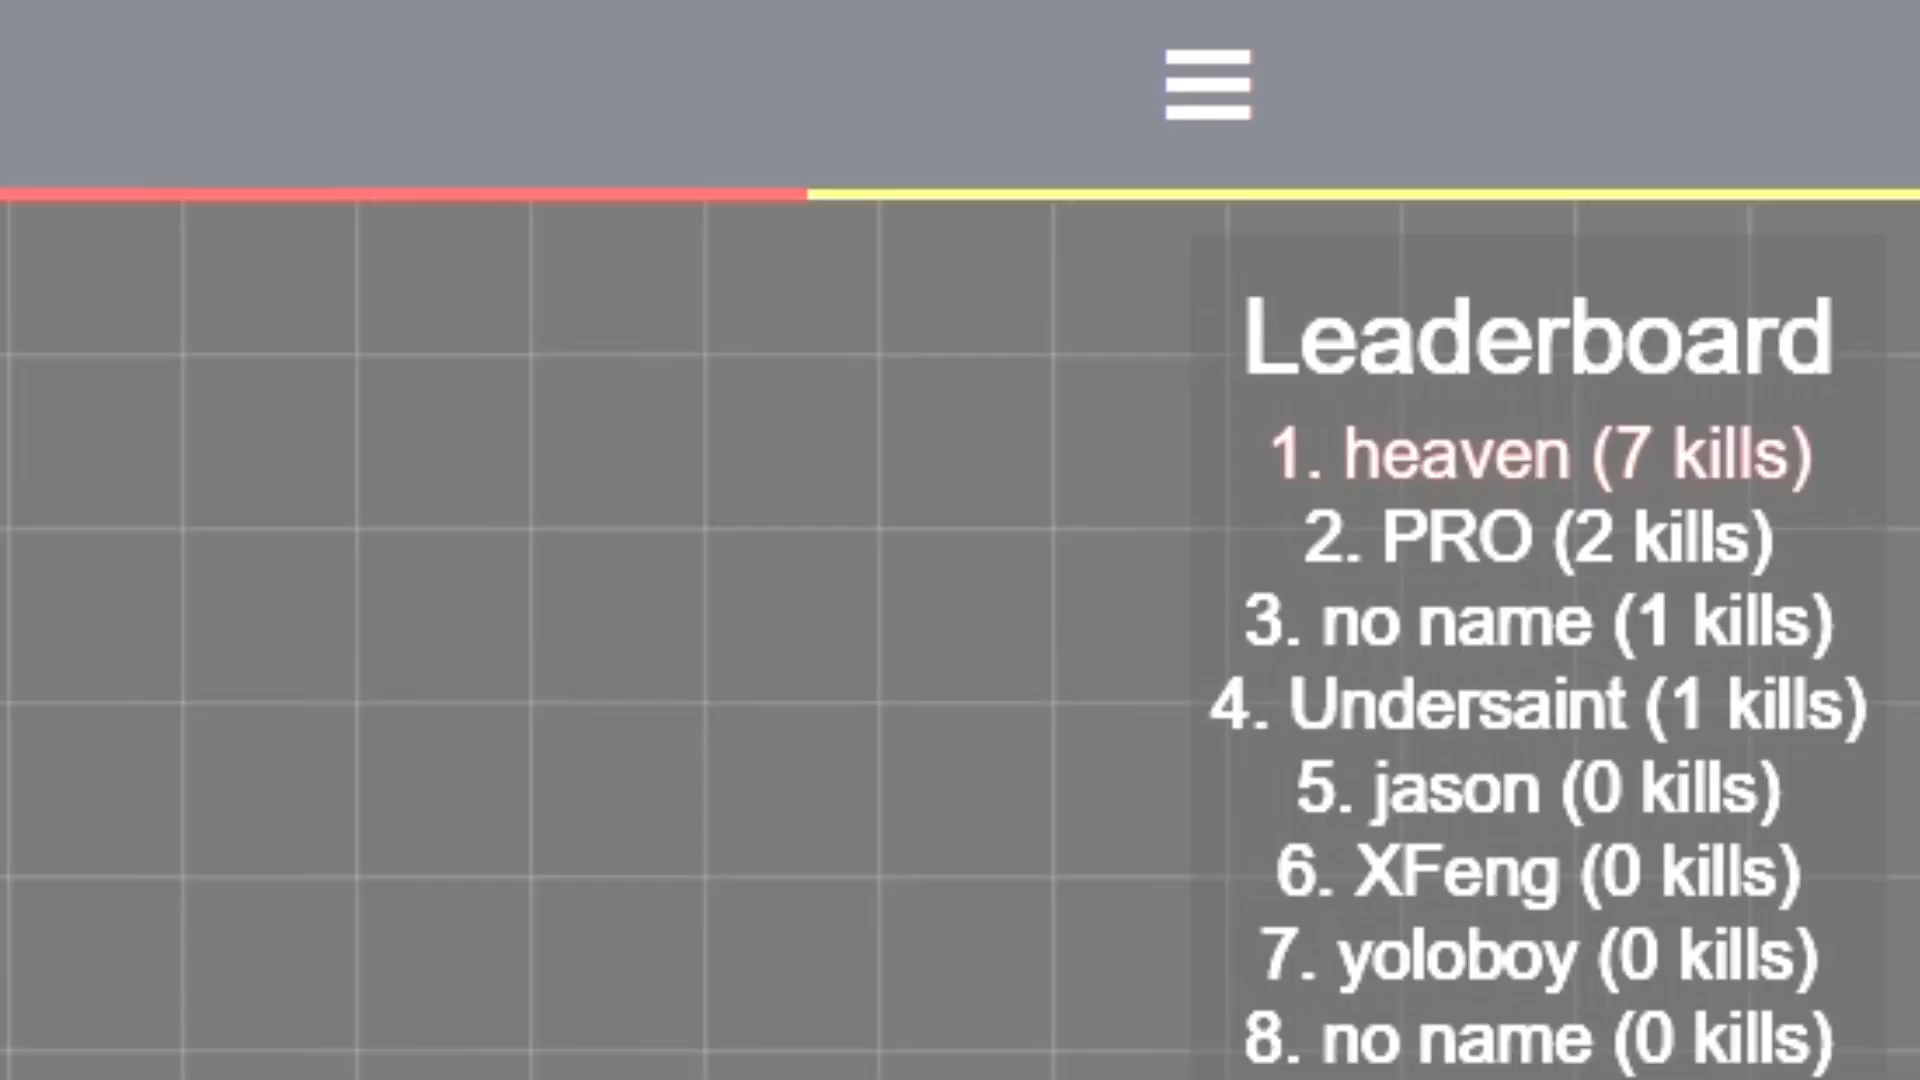 Leaderboard
1. heaven (7 kills)
2. PRO (2 kills)
3. no name (1 kills)
4. Undersaint (1 kills)
5. jason (0 kills)
6. XFeng (0 kills)
7. yoloboy (0 kills)
8. no name (0 kills)